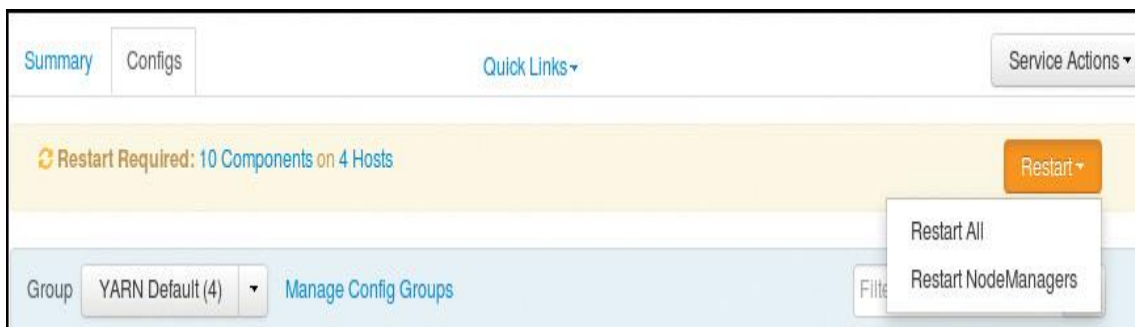 Summary Configs Quick Links Service Actions
Restart Required: 10 Components on 4 Hosts Restart
Restart All
Group YARN Default (4) Manage Config Groups Restart NodeManagers